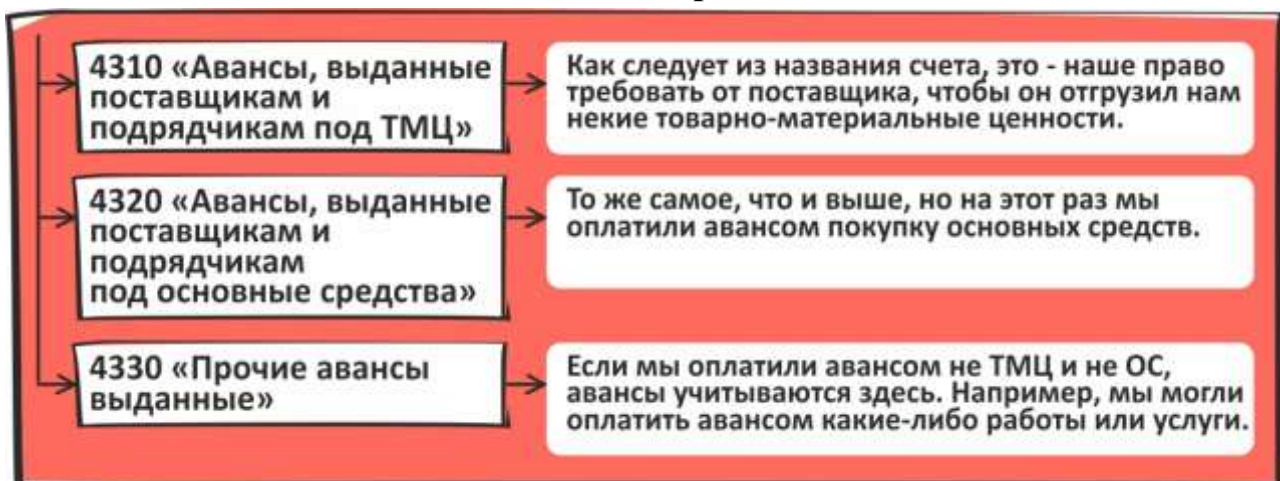 4310 «Авансы, выданные
поставщикам и
подрядчикам под ТМЦ»
Как следует из названия счета, это - наше право
требовать от поставщика, чтобы он отгрузил нам
некие товарно-материальные ценности.
4320 «Авансы, выданные
поставщикам и
подрядчикам
под основные средства»
То же самое, что и выше, но на этот раз мы
оплатили авансом покупку основных средств.
4330 «Прочие авансы
выданные»
Если мы оплатили авансом не ТМЦ и не ОС,
авансы учитываются здесь. Например, мы могли
оплатить авансом какие-либо работы или услуги.